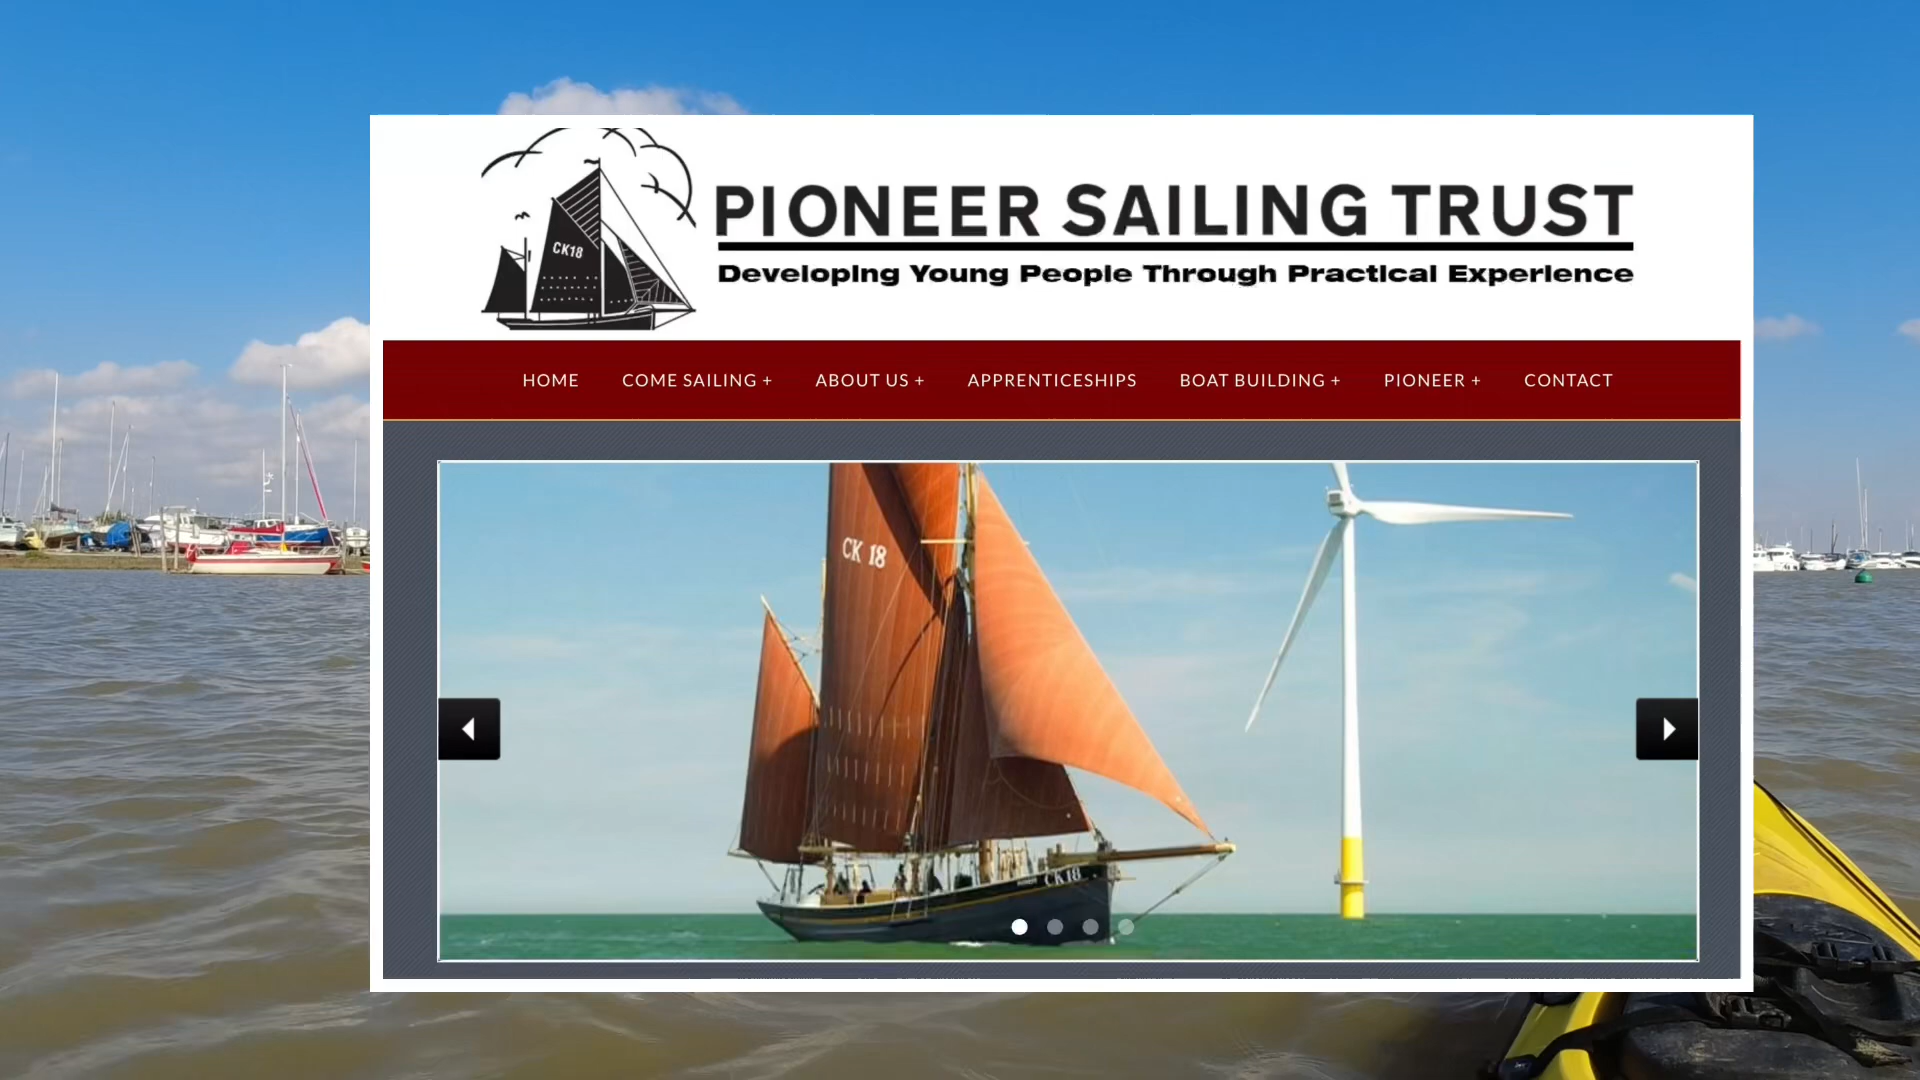 PIONEER SAILING TRUST
Developing Young People Through Practical Experience
CK18
HOME COME SAILING + ABOUT US + APPRENTICESHIPS BOAT BUILDING + PIONEER + CONTACT
CK 18
CK18